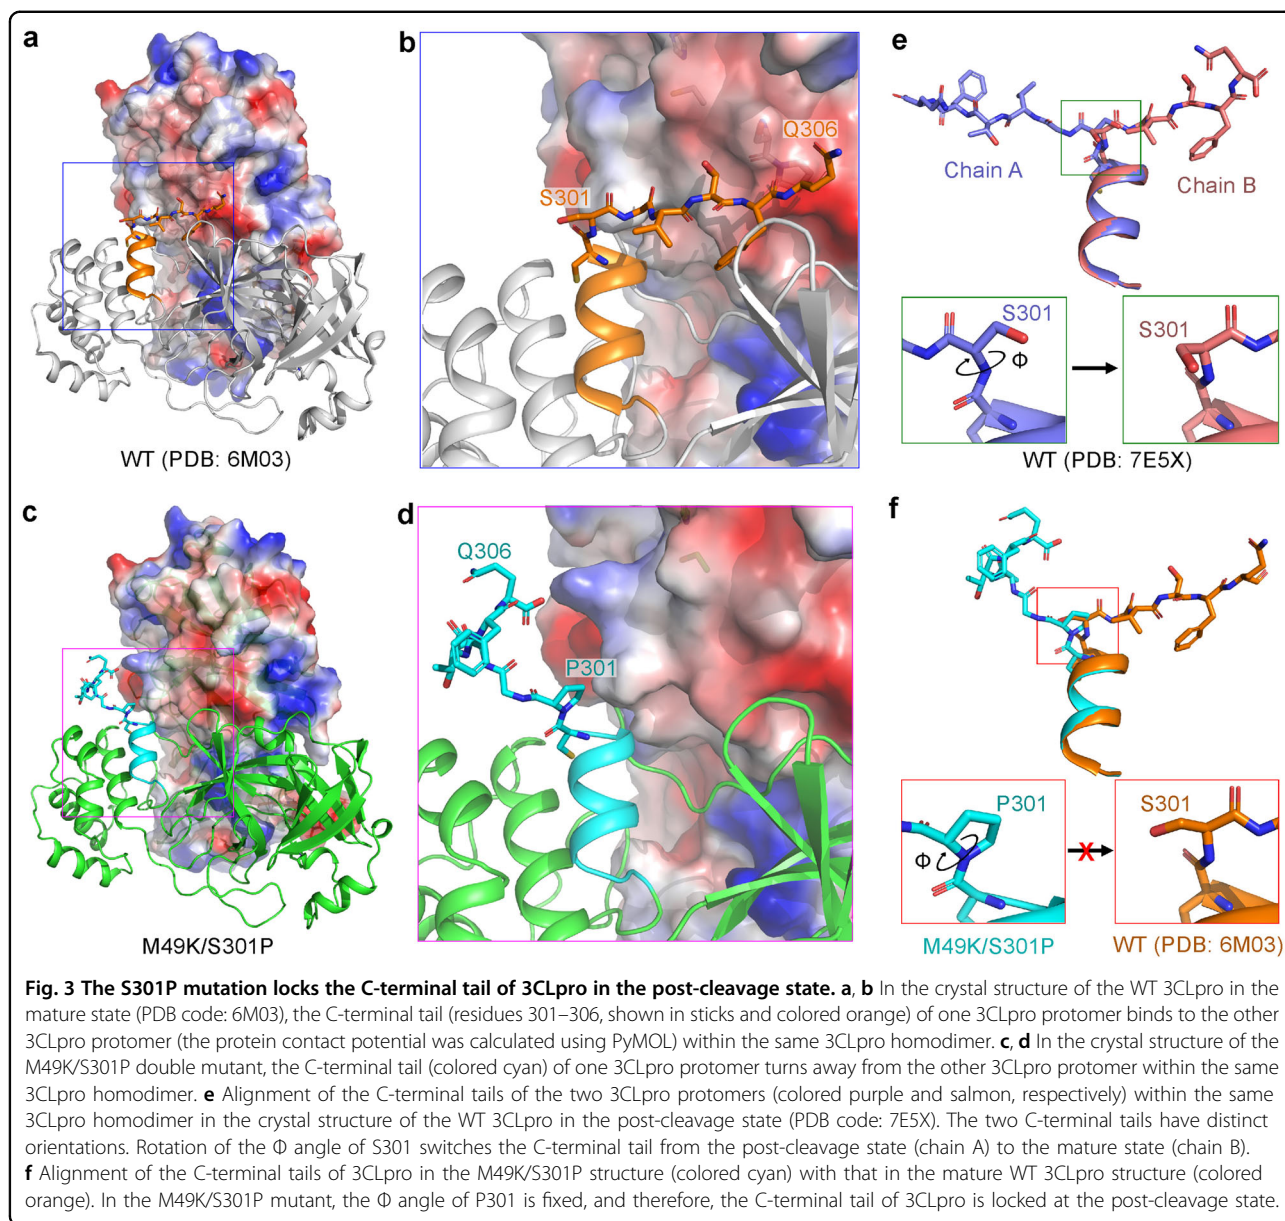 a
WT (PDB: 6M03)
b
S301
Q306
e
Chain A
Chain B
S301
Φ
S301
WT (PDB: 7E5X)
c
M49K/S301P
d
Q306
P301
f
P301
Φ
X
S301
M49K/S301P
WT (PDB: 6M03)
Fig. 3 The S301P mutation locks the C-terminal tail of 3CLpro in the post-cleavage state. a, b In the crystal structure of the WT 3CLpro in the
mature state (PDB code: 6M03), the C-terminal tail (residues 301–306, shown in sticks and colored orange) of one 3CLpro protomer binds to the other
3CLpro protomer (the protein contact potential was calculated using PyMOL) within the same 3CLpro homodimer. c, d In the crystal structure of the
M49K/S301P double mutant, the C-terminal tail (colored cyan) of one 3CLpro protomer turns away from the other 3CLpro protomer within the same
3CLpro homodimer. e Alignment of the C-terminal tails of the two 3CLpro protomers (colored purple and salmon, respectively) within the same
3CLpro homodimer in the crystal structure of the WT 3CLpro in the post-cleavage state (PDB code: 7E5X). The two C-terminal tails have distinct
orientations. Rotation of the Φ angle of S301 switches the C-terminal tail from the post-cleavage state (chain A) to the mature state (chain B).
f Alignment of the C-terminal tails of 3CLpro in the M49K/S301P structure (colored cyan) with that in the mature WT 3CLpro structure (colored
orange). In the M49K/S301P mutant, the Φ angle of P301 is fixed, and therefore, the C-terminal tail of 3CLpro is locked at the post-cleavage state.